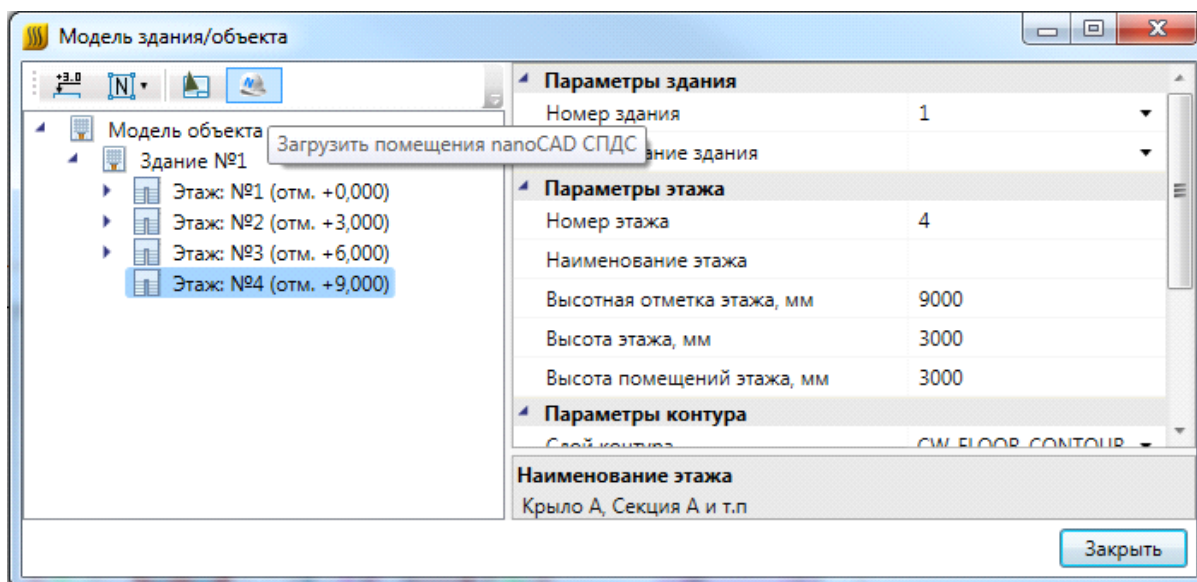 Модель здания/объекта
+3.0
N
Модель объекта
Загрузить помещения nanoCAD СПДС
Здание №1
Этаж: №1 (отм. +0,000)
Этаж: №2 (отм. +3,000)
Этаж: №3 (отм. +6,000)
Этаж: №4 (отм. +9,000)
Параметры здания
Номер здания 1
ание здания
Параметры этажа
Номер этажа 4
Наименование этажа
Высотная отметка этажа, мм 9000
Высота этажа, мм 3000
Высота помещений этажа, мм 3000
Параметры контура
Слой контура CW_FLOOR_CONTOUR
Наименование этажа
Крыло А, Секция А и т.п
Закрыть